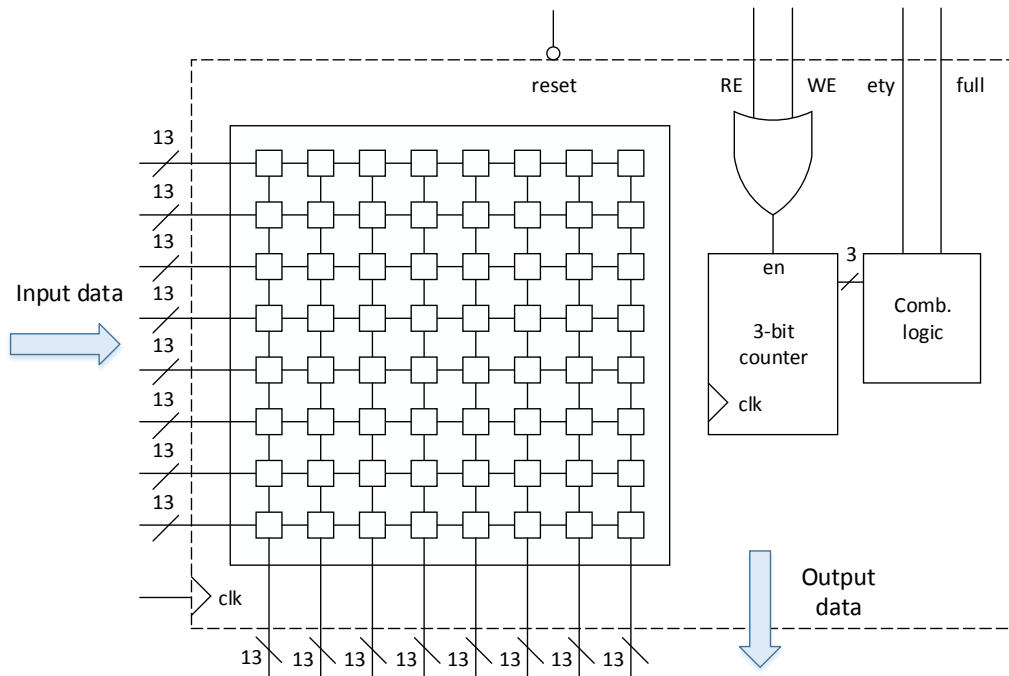 reset
RE
WE
ety
full
13
13
13
13
13
13
13
13
Input data
en
3-bit
counter
clk
3
Comb.
logic
clk
Output
data
13
13
13
13
13
13
13
13